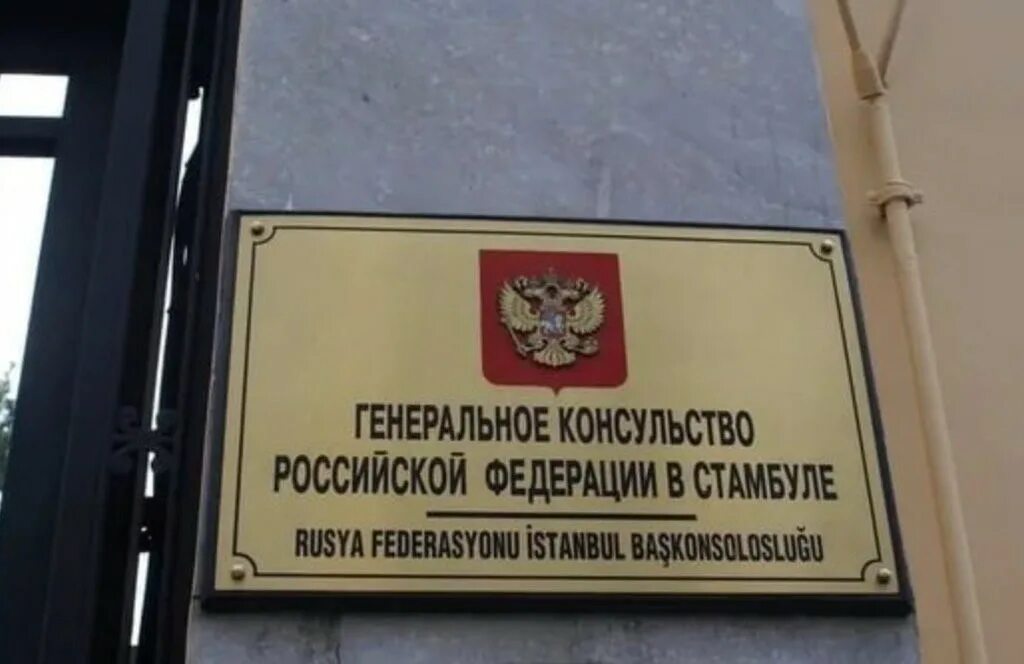 ГЕНЕРАЛЬНОЕ КОНСУЛЬСТВО
РОССИЙСКОЙ ФЕДЕРАЦИИ В СТАМБУЛЕ
RUSYA FEDERASYONU İSTANBUL BAŞKONSOLOSLUĞU